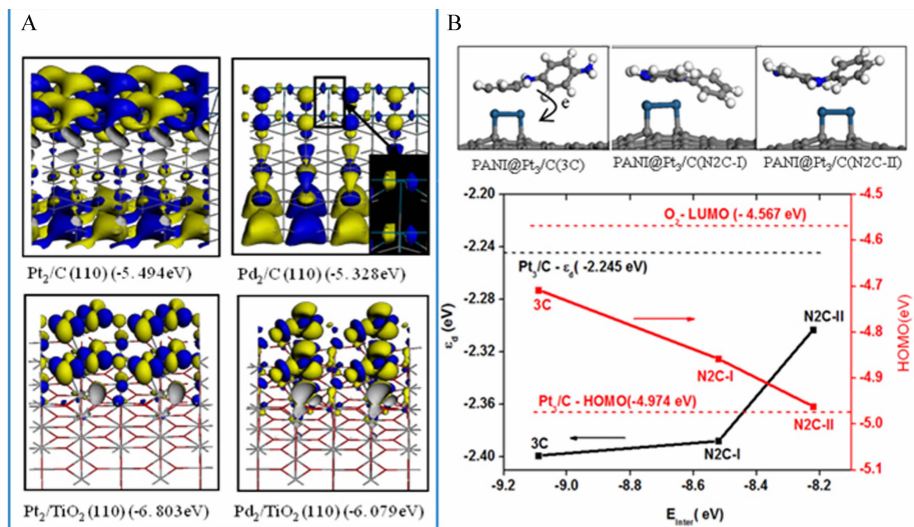 A
Pt2/C (110) (-5.494eV)
Pd2/C (110) (-5.328eV)
Pt2/TiO2 (110) (-6.803eV)
Pd2/TiO2 (110) (-6.079eV)
B
e
PANI@Pt3/C(3C)
PANI@Pt3/C(N2C-I)
PANI@Pt3/C(N2C-II)
-2.20
-2.24
-2.28
-2.32
-2.36
-2.40
εd(eV)
-4.5
-4.6
-4.7
-4.8
-4.9
-5.0
-5.1
HOMO(eV)
O2- LUMO (- 4.567 eV)
Pt3/C - εd( -2.245 eV)
3C
N2C-I
N2C-II
Pt3/C -HOMO(-4.974 eV)
N2C-II
3C
N2C-I
-9.2
-9.0
-8.8
-8.6
-8.4
-8.2
-8.0
EInter( eV)